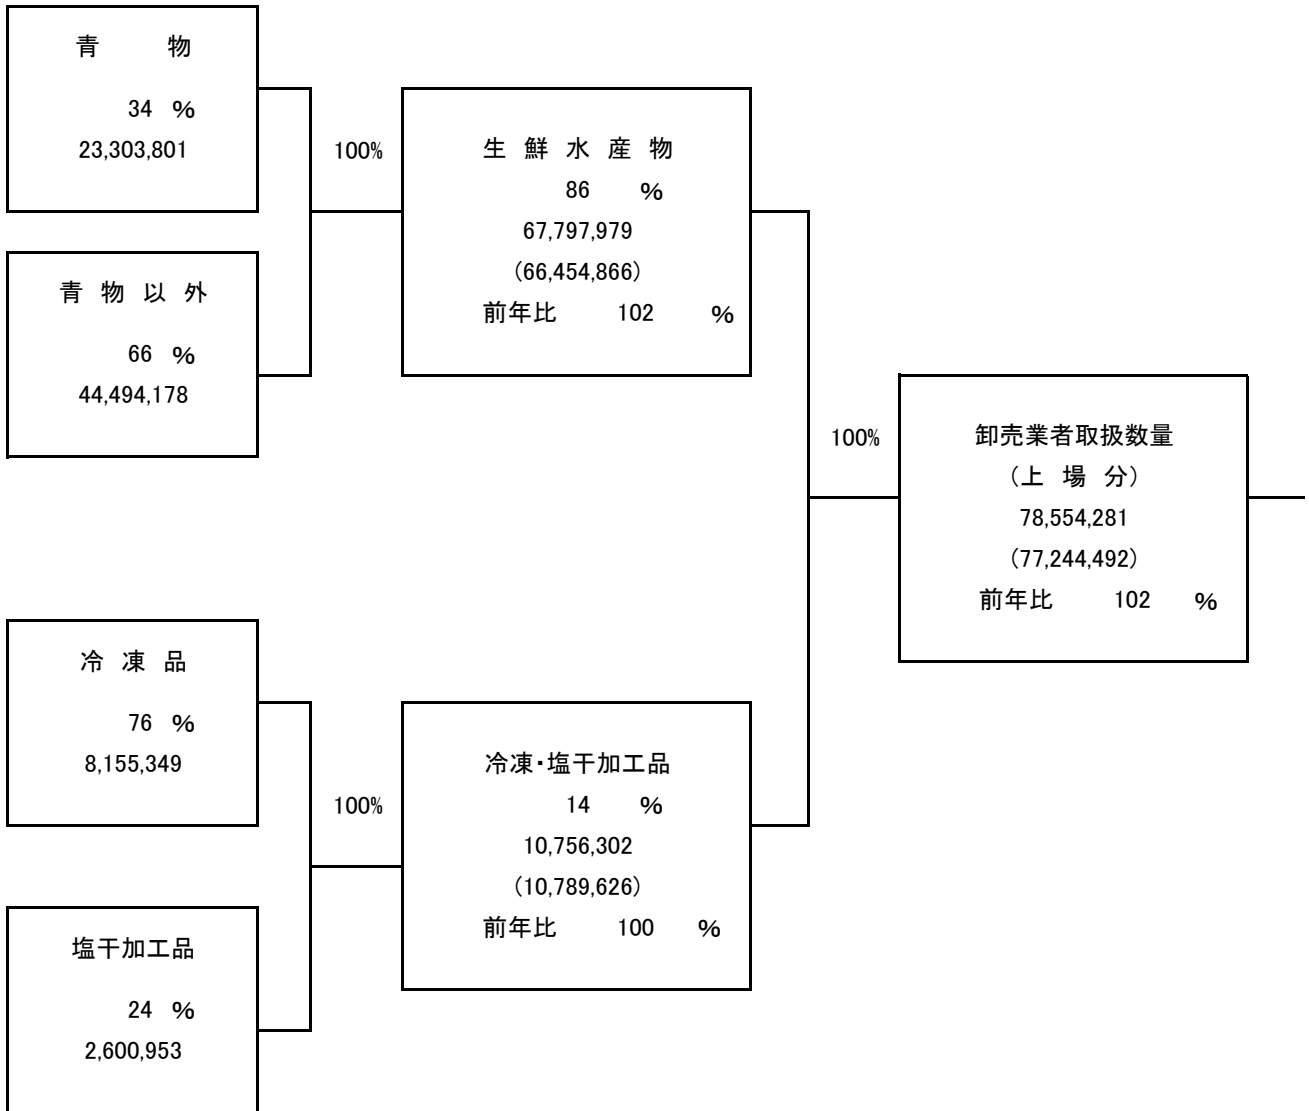 青 物
34 %
23,303,801
青 物 以 外
66 %
44,494,178
100%
生 鮮 水 産 物
86 %
67,797,979
(66,454,866)
前年比 102 %
冷 凍 品
76 %
8,155,349
塩干加工品
24 %
2,600,953
100%
冷凍・塩干加工品
14 %
10,756,302
(10,789,626)
前年比 100 %
100%
卸売業者取扱数量
(上 場 分)
78,554,281
(77,244,492)
前年比 102 %